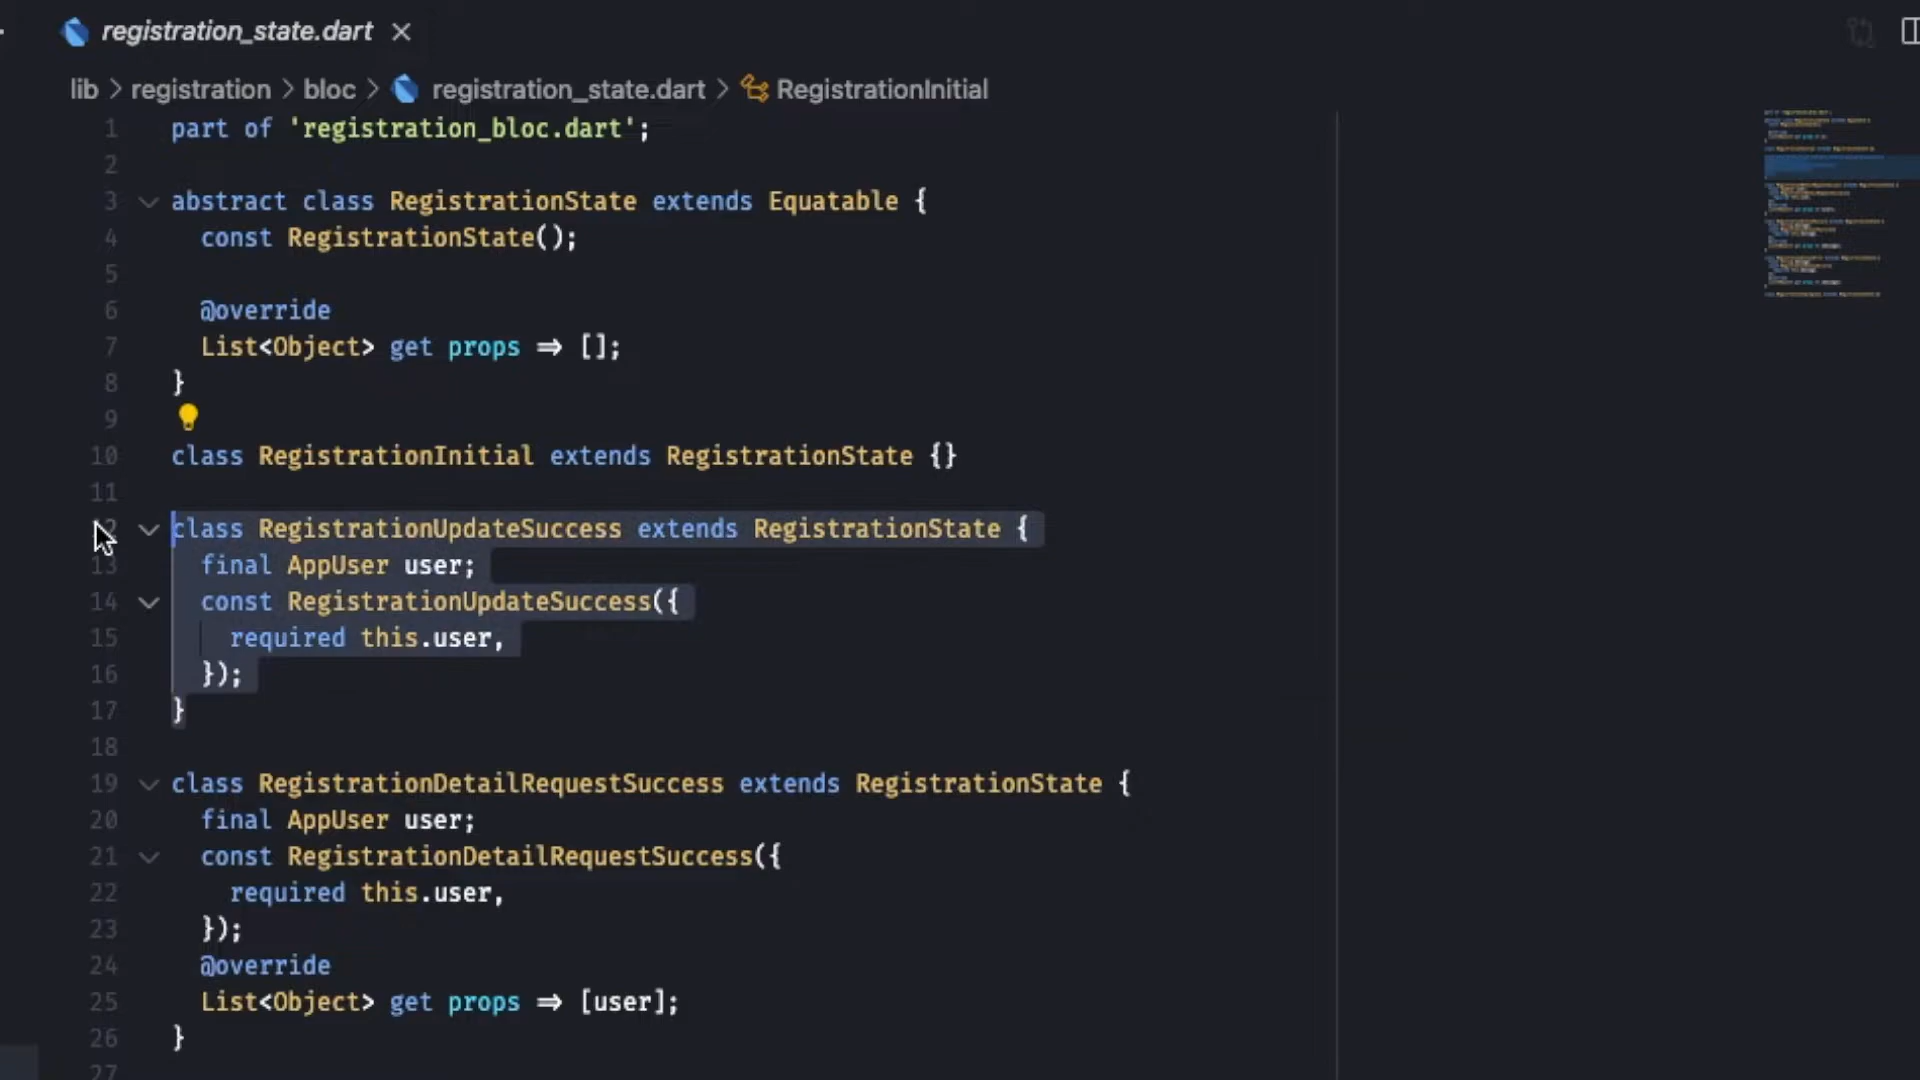 registration_state.dart
lib > registration > bloc > registration_state.dart > RegistrationInitial
1 part of 'registration_bloc.dart';
2
3 abstract class RegistrationState extends Equatable {
4 const RegistrationState();
5
6 @override
7 List<Object> get props => [];
8 }
9
10 class RegistrationInitial extends RegistrationState {}
11
12 class RegistrationUpdateSuccess extends RegistrationState {
13 final AppUser user;
14 const RegistrationUpdateSuccess({
15 required this.user,
16 });
17 }
18
19 class RegistrationDetailRequestSuccess extends RegistrationState {
20 final AppUser user;
21 const RegistrationDetailRequestSuccess({
22 required this.user,
23 });
24 @override
25 List<Object> get props => [user];
26 }
27